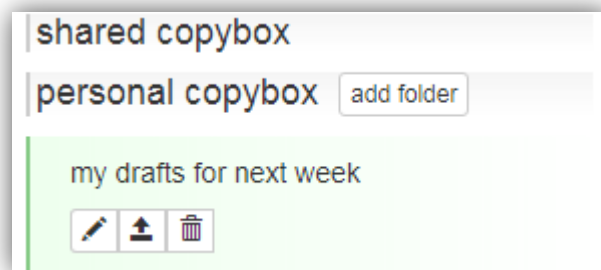 shared copybox
personal copybox add folder
my drafts for next week